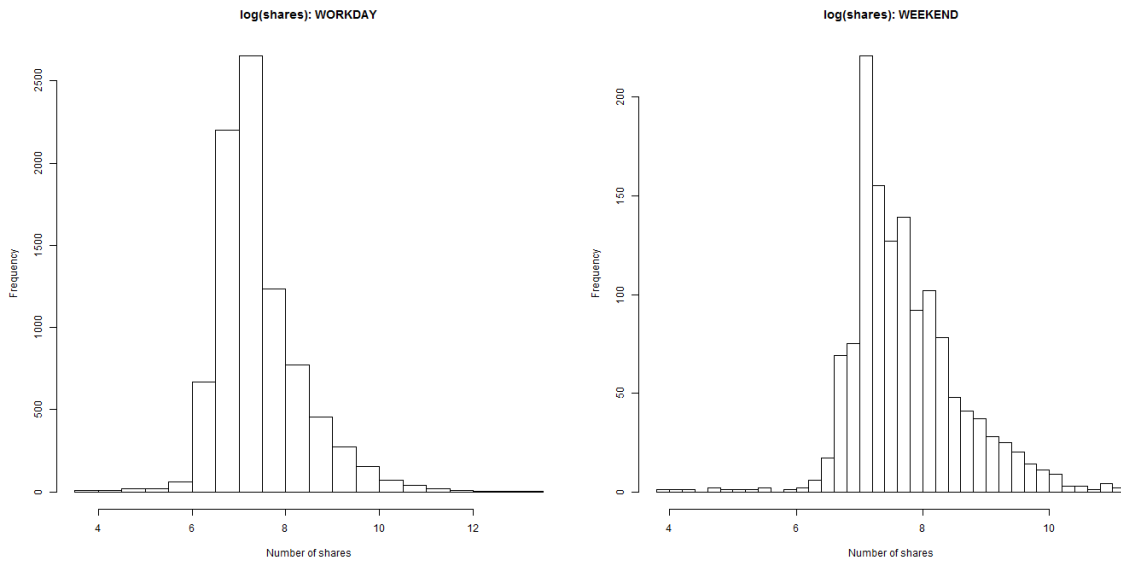 log(shares): WORKDAY
Frequency
2500
2000
1500
1000
500
0
4 6 8 10 12
Number of shares
log(shares): WEEKEND
Frequency
200
150
100
50
0
4 6 8 10
Number of shares